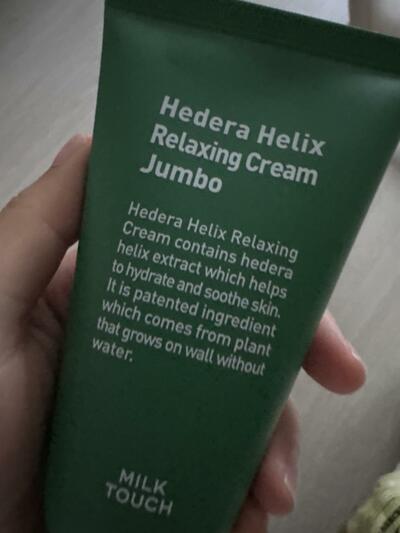 Hedera Helix
Relaxing Cream
Jumbo
Hedera Helix Relaxing
Cream contains hedera
helix extract which helps
to hydrate and soothe skin.
It is patented ingredient
which comes from plant
that grows on wall without
water.
MILK
TOUCH